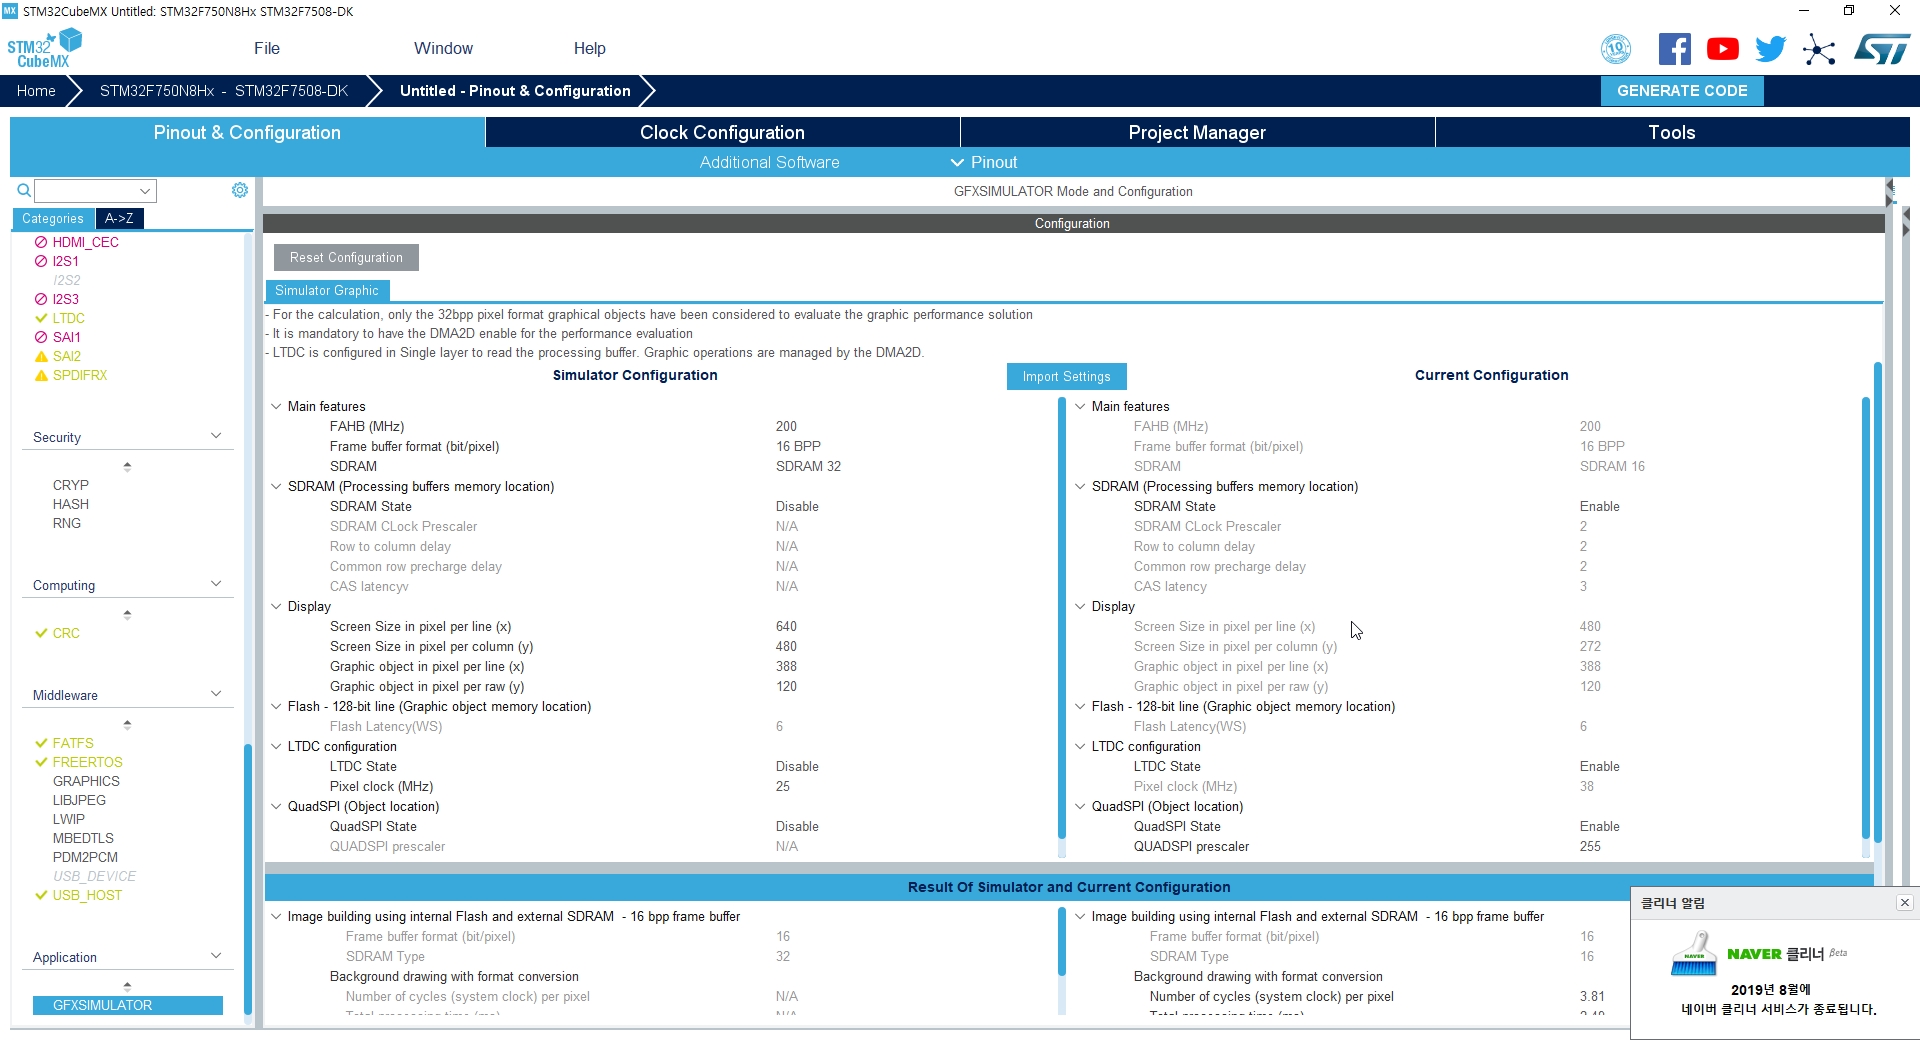 MX STM32CubeMX Untitled: STM32F750N8Hx STM32F7508-DK
STM32
CubeMX
File Window Help
10
ST
Home STM32F750N8Hx - STM32F7508-DK Untitled - Pinout & Configuration GENERATE CODE
Pinout & Configuration Clock Configuration Project Manager Tools
Additional Software Pinout
Categories A->Z
HDMI_CEC
I2S1
I2S2
I2S3
LTDC
SAI1
SAI2
SPDIFRX
Security
CRYP
HASH
RNG
Computing
CRC
Middleware
FATFS
FREERTOS
GRAPHICS
LIBJPEG
LWIP
MBEDTLS
PDM2PCM
USB_DEVICE
USB_HOST
Application
GFXSIMULATOR
GFXSIMULATOR Mode and Configuration
Configuration
Reset Configuration
Simulator Graphic
- For the calculation, only the 32bpp pixel format graphical objects have been considered to evaluate the graphic performance solution
- It is mandatory to have the DMA2D enable for the performance evaluation
- LTDC is configured in Single layer to read the processing buffer. Graphic operations are managed by the DMA2D.
Simulator Configuration
Main features
FAHB (MHz) 200
Frame buffer format (bit/pixel) 16 BPP
SDRAM SDRAM 32
SDRAM (Processing buffers memory location)
SDRAM State Disable
SDRAM CLock Prescaler N/A
Row to column delay N/A
Common row precharge delay N/A
CAS latencyv N/A
Display
Screen Size in pixel per line (x) 640
Screen Size in pixel per column (y) 480
Graphic object in pixel per line (x) 388
Graphic object in pixel per raw (y) 120
Flash - 128-bit line (Graphic object memory location)
Flash Latency(WS) 6
LTDC configuration
LTDC State Disable
Pixel clock (MHz) 25
QuadSPI (Object location)
QuadSPI State Disable
QUADSPI prescaler N/A
Import Settings
Current Configuration
Main features
FAHB (MHz) 200
Frame buffer format (bit/pixel) 16 BPP
SDRAM SDRAM 16
SDRAM (Processing buffers memory location)
SDRAM State Enable
SDRAM CLock Prescaler 2
Row to column delay 2
Common row precharge delay 2
CAS latency 3
Display
Screen Size in pixel per line (x) 480
Screen Size in pixel per column (y) 272
Graphic object in pixel per line (x) 388
Graphic object in pixel per raw (y) 120
Flash - 128-bit line (Graphic object memory location)
Flash Latency(WS) 6
LTDC configuration
LTDC State Enable
Pixel clock (MHz) 38
QuadSPI (Object location)
QuadSPI State Enable
QUADSPI prescaler 255
Result Of Simulator and Current Configuration
Image building using internal Flash and external SDRAM - 16 bpp frame buffer
Frame buffer format (bit/pixel) 16
SDRAM Type 32
Background drawing with format conversion
Number of cycles (system clock) per pixel N/A
Total processing time (ms) N/A
Image building using internal Flash and external SDRAM - 16 bpp frame buffer
Frame buffer format (bit/pixel) 16
SDRAM Type 16
Background drawing with format conversion
Number of cycles (system clock) per pixel 3.81
Total processing time (ms)
클리너 알림
NAVER
NAVER 클리너 Beta
2019년 8월에
네이버 클리너 서비스가 종료됩니다.